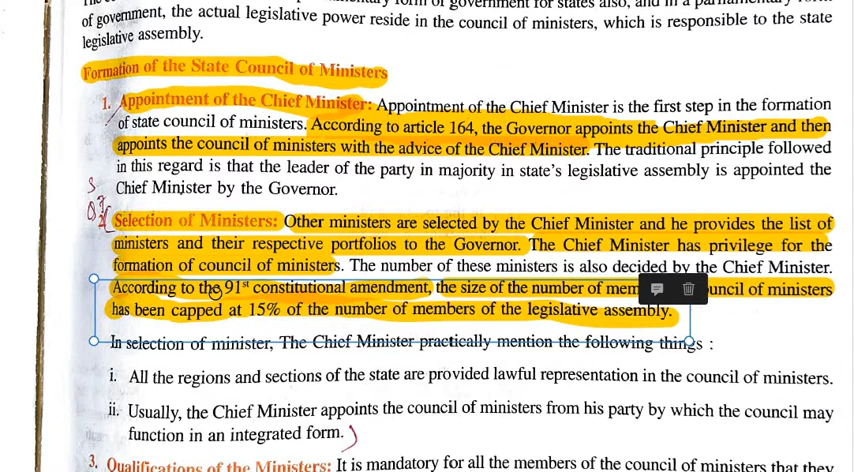 of government for states also, and in a
of government, the actual legislative power reside in the council of ministers, which is responsible to the state
legislative assembly.
Formation of the State Council of Ministers
1. Appointment of the Chief Minister: Appointment of the Chief Minister is the first step in the formation
of state council of ministers. According to article 164, the Governor appoints the Chief Minister and then
appoints the council of ministers with the advice of the Chief Minister. The traditional principle followed
in this regard is that the leader of the party in majority in state's legislative assembly is appointed the
Chief Minister by the Governor.
Selection of Ministers: Other ministers are selected by the Chief Minister and he provides the list of
ministers and their respective portfolios to the Governor. The Chief Minister has privilege for the
formation of council of ministers. The number of these ministers is also decided by the Chief Minister.
According to the 91st constitutional amendment, the size of the number of mem uncil of ministers
has been capped at 15% of the number of members of the legislative assembly.
In selection of minister, The Chief Minister practically mention the following things :
i. All the regions and sections of the state are provided lawful representation in the council of ministers.
ii. Usually, the Chief Minister appoints the council of ministers from his party by which the council may
function in an integrated form.
3. Qualifications of the Ministers: It is mandatory for all the members of the council of ministers that they